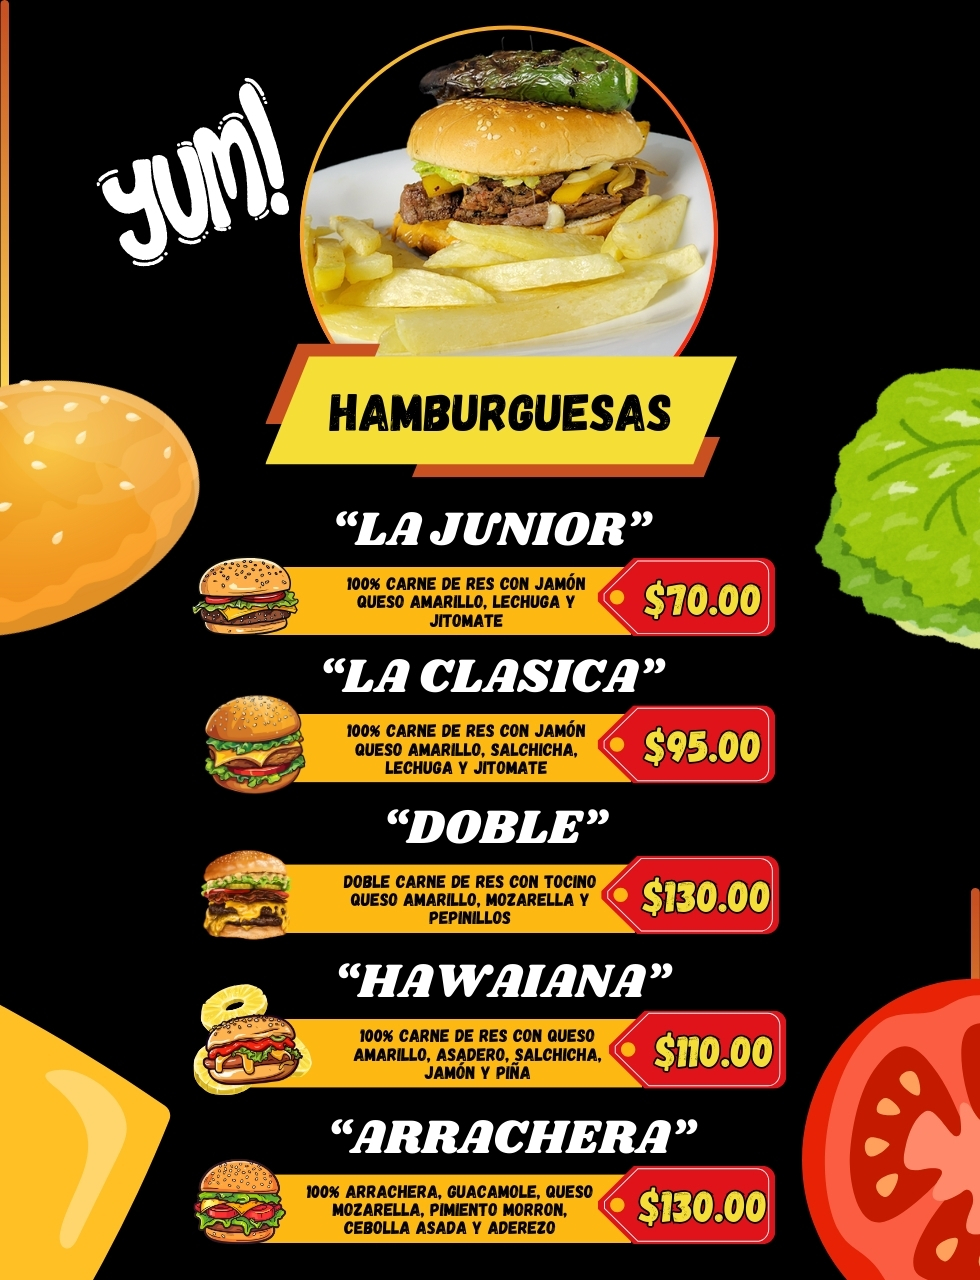 YUM!
HAMBURGUESAS
“LA JUNIOR”
100% CARNE DE RES CON JAMÓN
QUESO AMARILLO, LECHUGA Y
JITOMATE
$70.00
“LA CLASICA”
100% CARNE DE RES CON JAMÓN
QUESO AMARILLO, SALCHICHA,
LECHUGA Y JITOMATE
$95.00
“DOBLE”
DOBLE CARNE DE RES CON TOCINO
QUESO AMARILLO, MOZARELLA Y
PEPINILLOS
$130.00
“HAWAIANA”
100% CARNE DE RES CON QUESO
AMARILLO, ASADERO, SALCHICHA,
JAMÓN Y PIÑA
$110.00
“ARRACHERA”
100% ARRACHERA, GUACAMOLE, QUESO
MOZARELLA, PIMIENTO MORRON,
CEBOLLA ASADA Y ADEREZO
$130.00